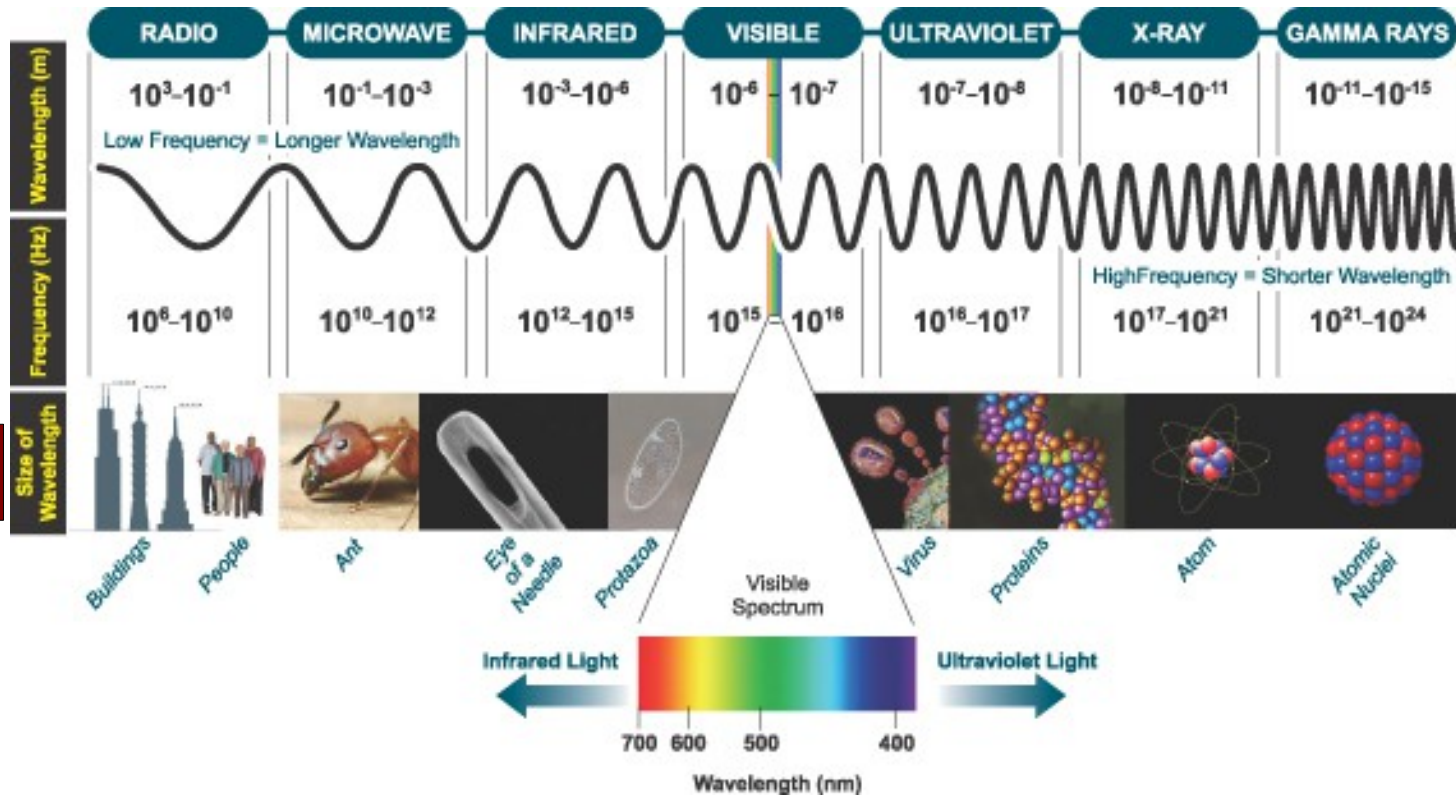 RADIO
MICROWAVE
INFRARED
VISIBLE
ULTRAVIOLET
X-RAY
GAMMA RAYS
Wavelength (m)
10³–10⁻¹
10⁻¹–10⁻³
10⁻³–10⁻⁶
10⁻⁶ – 10⁻⁷
10⁻⁷–10⁻⁸
10⁻⁸–10⁻¹¹
10⁻¹¹–10⁻¹⁵
Low Frequency = Longer Wavelength
HighFrequency = Shorter Wavelength
Frequency (Hz)
10⁶–10¹⁰
10¹⁰–10¹²
10¹²–10¹⁵
10¹⁵ – 10¹⁶
10¹⁶–10¹⁷
10¹⁷–10²¹
10²¹–10²⁴
Size of
Wavelength
Buildings
People
Ant
Eye
of a
Needle
Protazoa
Virus
Proteins
Atom
Atomic
Nuclei
Visible
Spectrum
Infrared Light
Ultraviolet Light
700 600 500 400
Wavelength (nm)